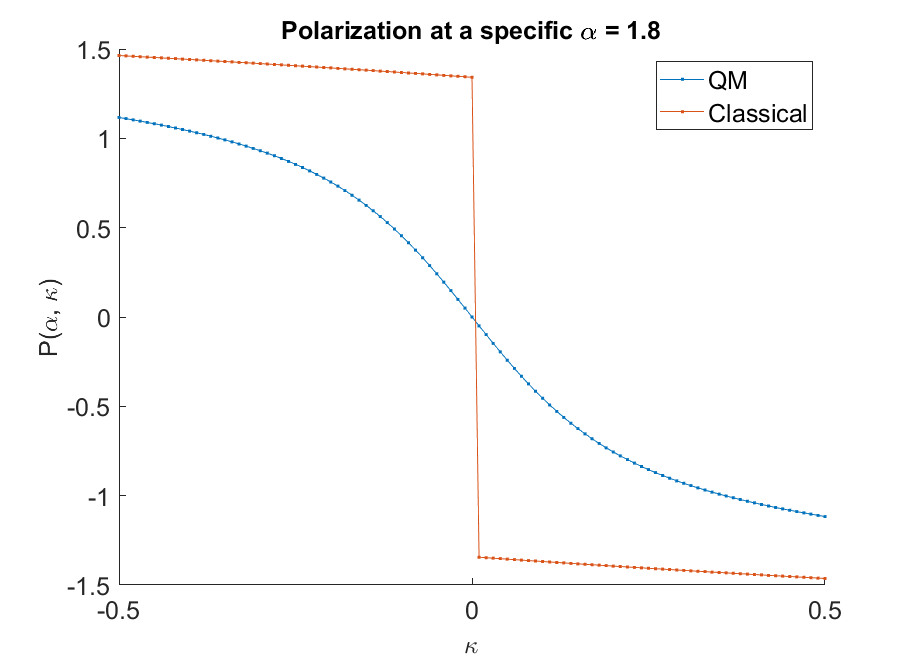 Polarization at a specific α = 1.8
1.5
1
0.5
0
-0.5
-1
-1.5
P(α, κ)
QM
Classical
-0.5
0
0.5
κ